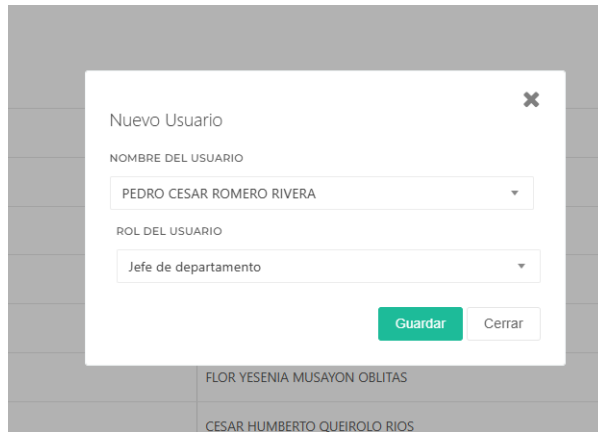 Nuevo Usuario
NOMBRE DEL USUARIO
PEDRO CESAR ROMERO RIVERA
ROL DEL USUARIO
Jefe de departamento
Guardar Cerrar
FLOR YESENIA MUSAYON OBLITAS
CESAR HUMBERTO QUEIROLO RIOS